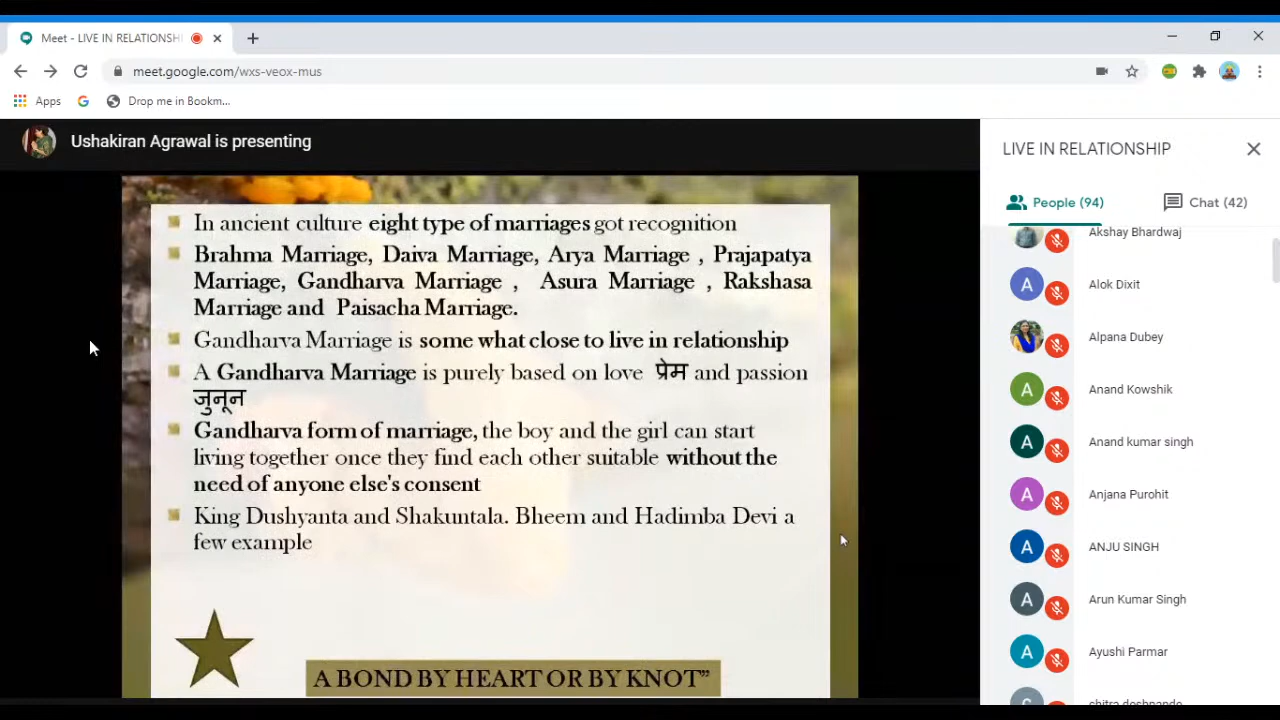 Meet - LIVE IN RELATIONSHI
meet.google.com/wxs-veox-mus
Apps
Drop me in Bookm...
Ushakiran Agrawal is presenting
In ancient culture eight type of marriages got recognition
Brahma Marriage, Daiva Marriage, Arya Marriage , Prajapatya
Marriage, Gandharva Marriage , Asura Marriage , Rakshasa
Marriage and Paisacha Marriage.
Gandharva Marriage is some what close to live in relationship
A Gandharva Marriage is purely based on love प्रेम and passion
जुनून
Gandharva form of marriage, the boy and the girl can start
living together once they find each other suitable without the
need of anyone else's consent
King Dushyanta and Shakuntala. Bheem and Hadimba Devi a
few example
A BOND BY HEART OR BY KNOT”
LIVE IN RELATIONSHIP
People (94)
Chat (42)
Akshay Bhardwaj
A
Alok Dixit
Alpana Dubey
A
Anand Kowshik
A
Anand kumar singh
A
Anjana Purohit
A
ANJU SINGH
A
Arun Kumar Singh
A
Ayushi Parmar
chitra deshpande